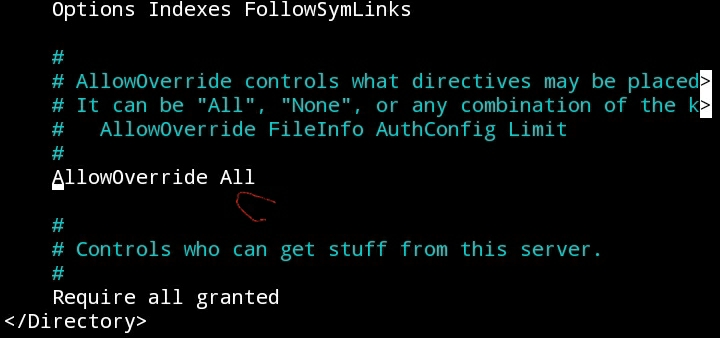 Options Indexes FollowSymLinks
#
# AllowOverride controls what directives may be placed>
# It can be "All", "None", or any combination of the k>
#   AllowOverride FileInfo AuthConfig Limit
#
AllowOverride All
#
# Controls who can get stuff from this server.
#
Require all granted
</Directory>